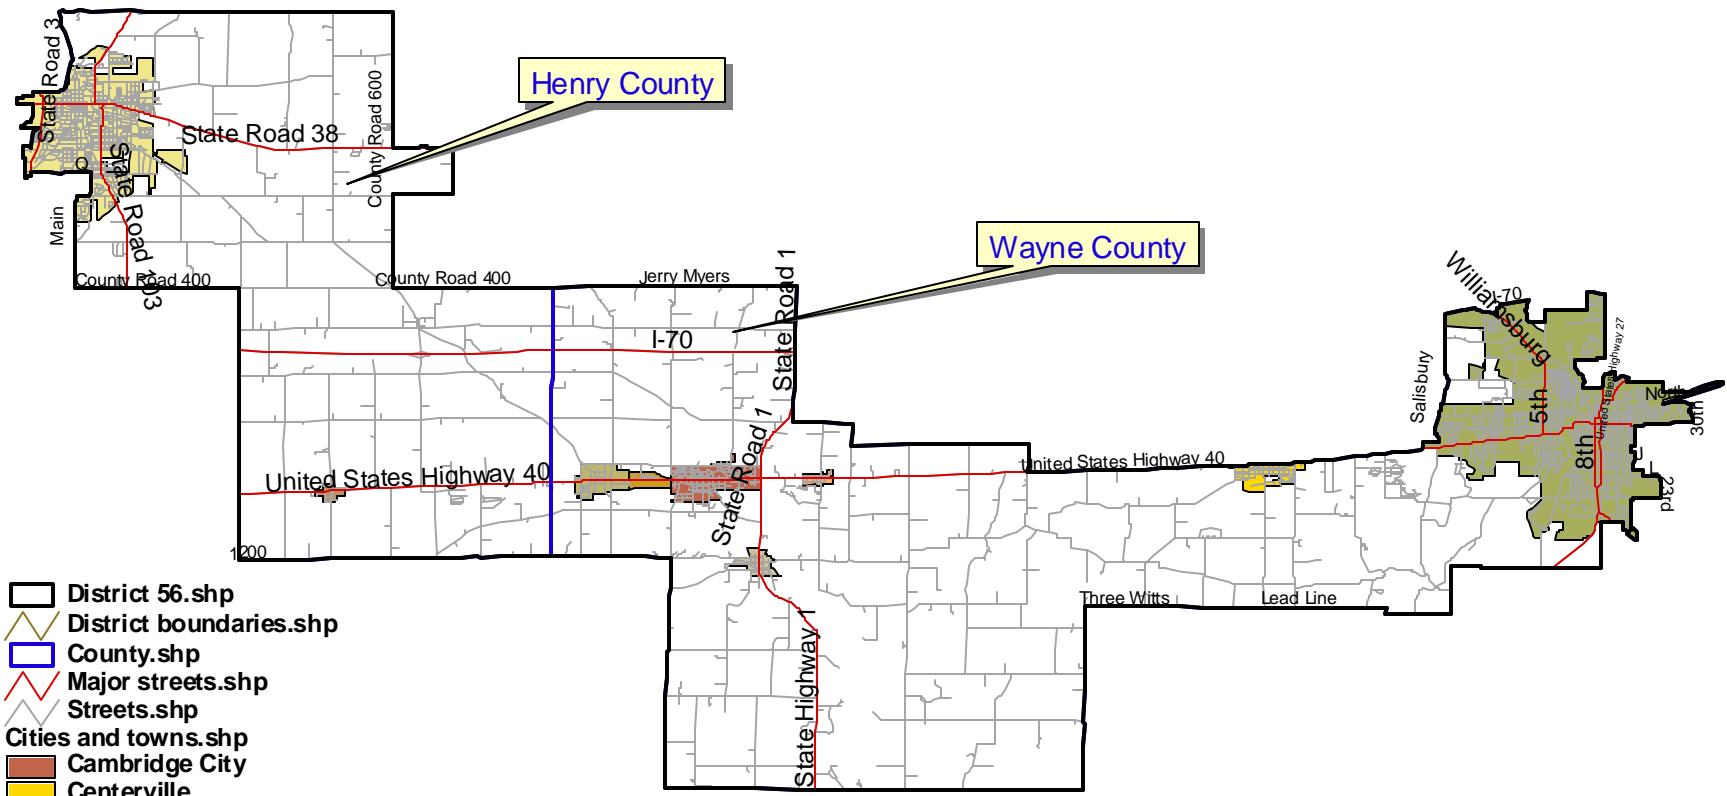 State Road 3
Henry County
County Road 600
State Road 38
State Road 103
Main
County Road 400
County Road 400
Jerry Myers
State Road 1
Wayne County
I-70
Williamsburg
I-70
United States Highway 27
Salisbury
5th
North
30th
8th
United States Highway 40
State Road 1
United States Highway 40
J
L
23rd
1200
Three Witts
Lead Line
State Highway 1
District 56.shp
District boundaries.shp
County.shp
Major streets.shp
Streets.shp
Cities and towns.shp
Cambridge City
Centerville